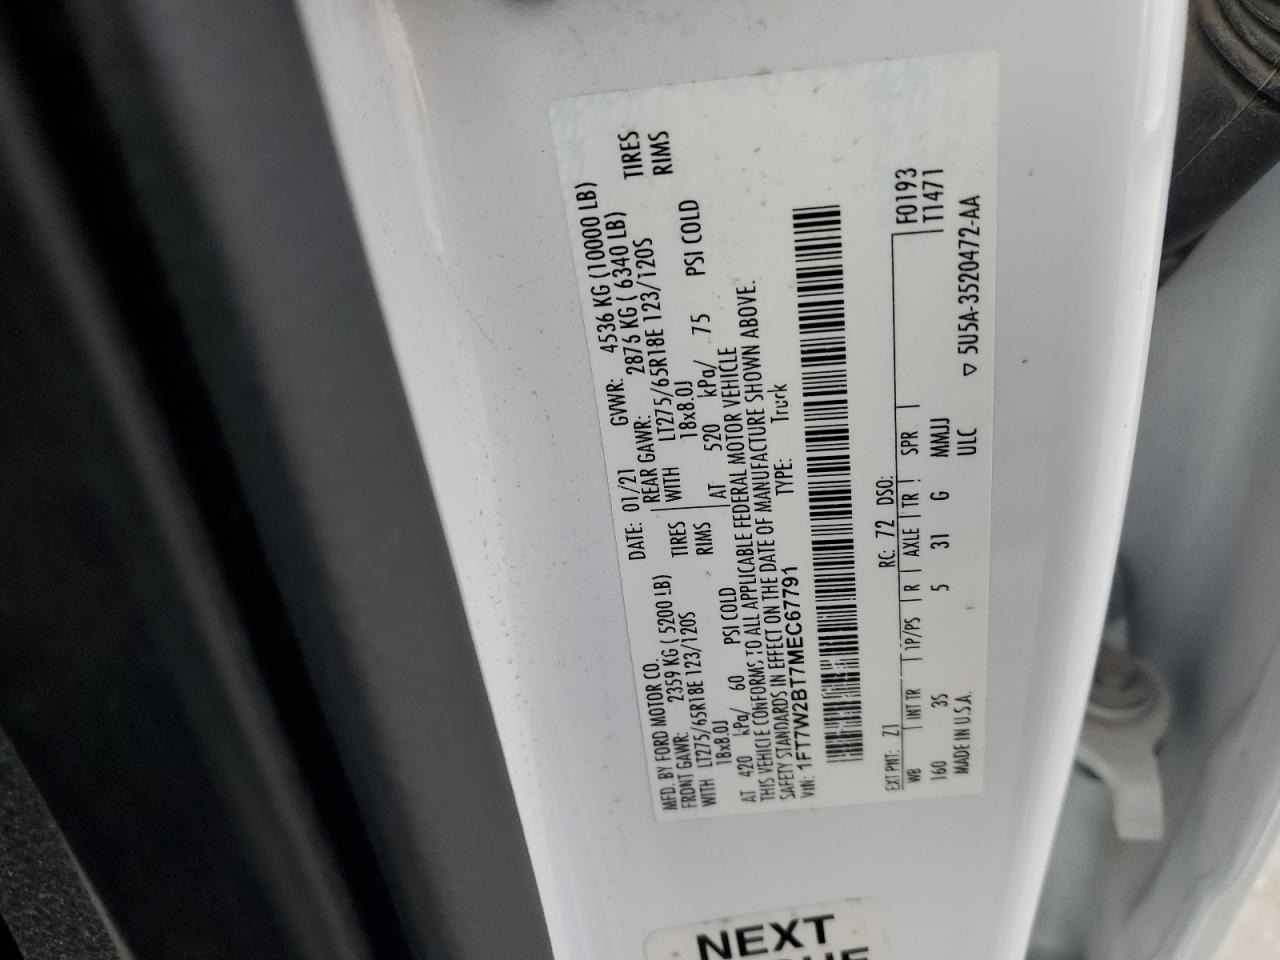 MFD. BY FORD MOTOR CO.
DATE: 01/21 GVWR: 4536 KG (10000 LB)
FRONT GAWR: 2359 KG ( 5200 LB) REAR GAWR: 2876 KG ( 6340 LB)
WITH LT275/65R18E 123/120S TIRES WITH LT275/65R18E 123/120S TIRES
18x8.0J RIMS 18x8.0J RIMS
AT 420 kPa/ 60 PSI COLD AT 520 kPa/ 75 PSI COLD
THIS VEHICLE CONFORMS TO ALL APPLICABLE FEDERAL MOTOR VEHICLE
SAFETY STANDARDS IN EFFECT ON THE DATE OF MANUFACTURE SHOWN ABOVE.
VIN: 1FT7W2BT7MEC67791 TYPE: Truck
F0193
T1471
EXT PNT: Z1 RC: 72 DSO:
WB INT TR TP/PS R AXLE TR SPR
160 3S 5 31 G MMJJ
MADE IN U.S.A. ULC
▽ 5U5A-3520472-AA
NEXT